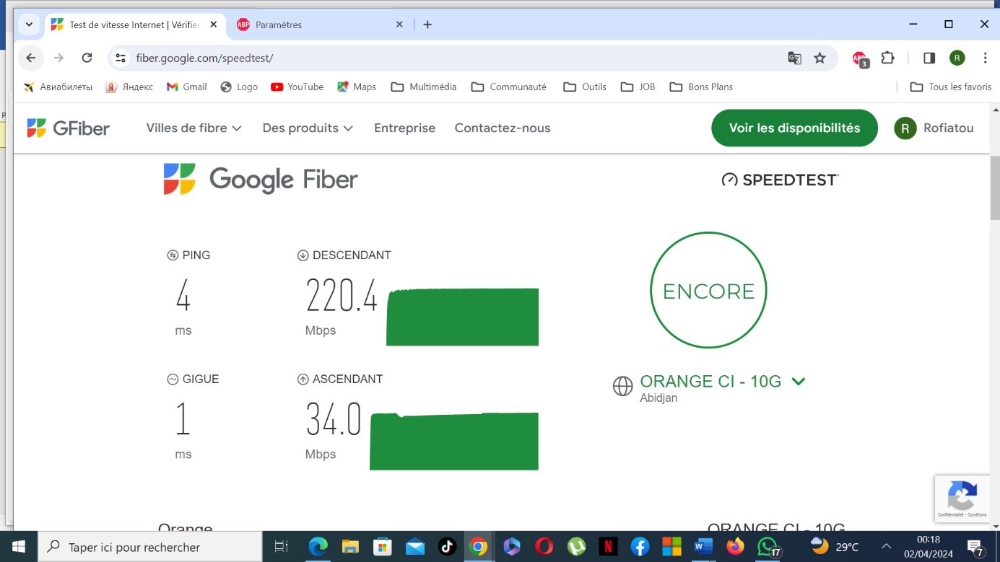 Test de vitesse Internet | Vérifier
ABP
Paramètres
fiber.google.com/speedtest/
3
R
Авиабилеты
Яндекс
Gmail
Logo
YouTube
Maps
Multimédia
Communauté
Outils
JOB
Bons Plans
Tous les favoris
GFiber
Villes de fibre
Des produits
Entreprise
Contactez-nous
Voir les disponibilités
R
Rofiatou
Google Fiber
SPEEDTEST
PING
DESCENDANT
4
220.4
ms
Mbps
ENCORE
GIGUE
ASCENDANT
1
34.0
ms
Mbps
ORANGE CI - 10G
Abidjan
Confidentialité - Conditions
Orange
ORANGE CI - 10G
Taper ici pour rechercher
17
29°C
00:18
02/04/2024
7